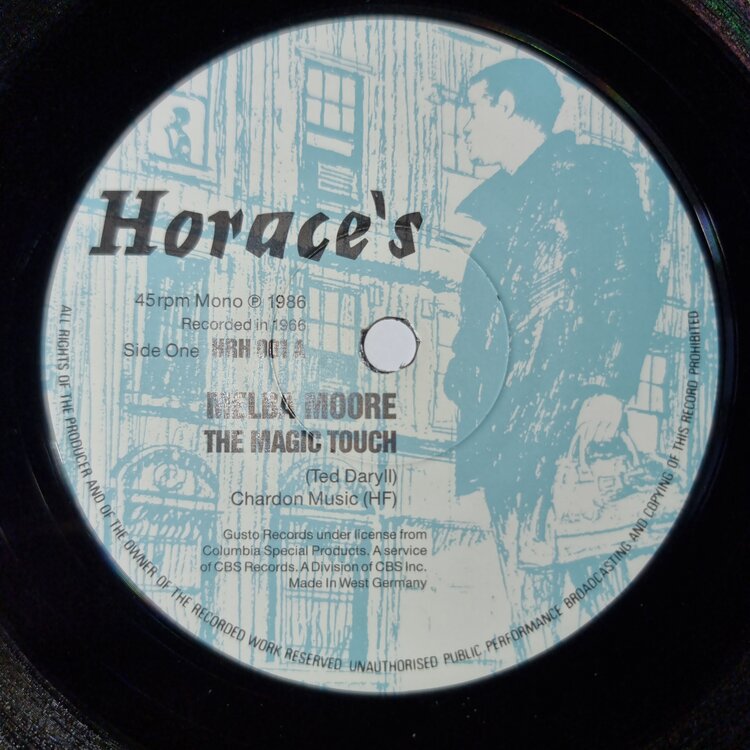 Horace's
45rpm Mono ℗ 1986
Recorded in 1966
Side One HRH 001 A
MELBA MOORE
THE MAGIC TOUCH
(Ted Daryll)
Chardon Music (HF)
Gusto Records under license from
Columbia Special Products. A service
of CBS Records. A Division of CBS Inc.
Made In West Germany
ALL RIGHTS OF THE PRODUCER AND OF THE OWNER OF THE RECORDED WORK RESERVED. UNAUTHORISED PUBLIC PERFORMANCE BROADCASTING AND COPYING OF THIS RECORD PROHIBITED